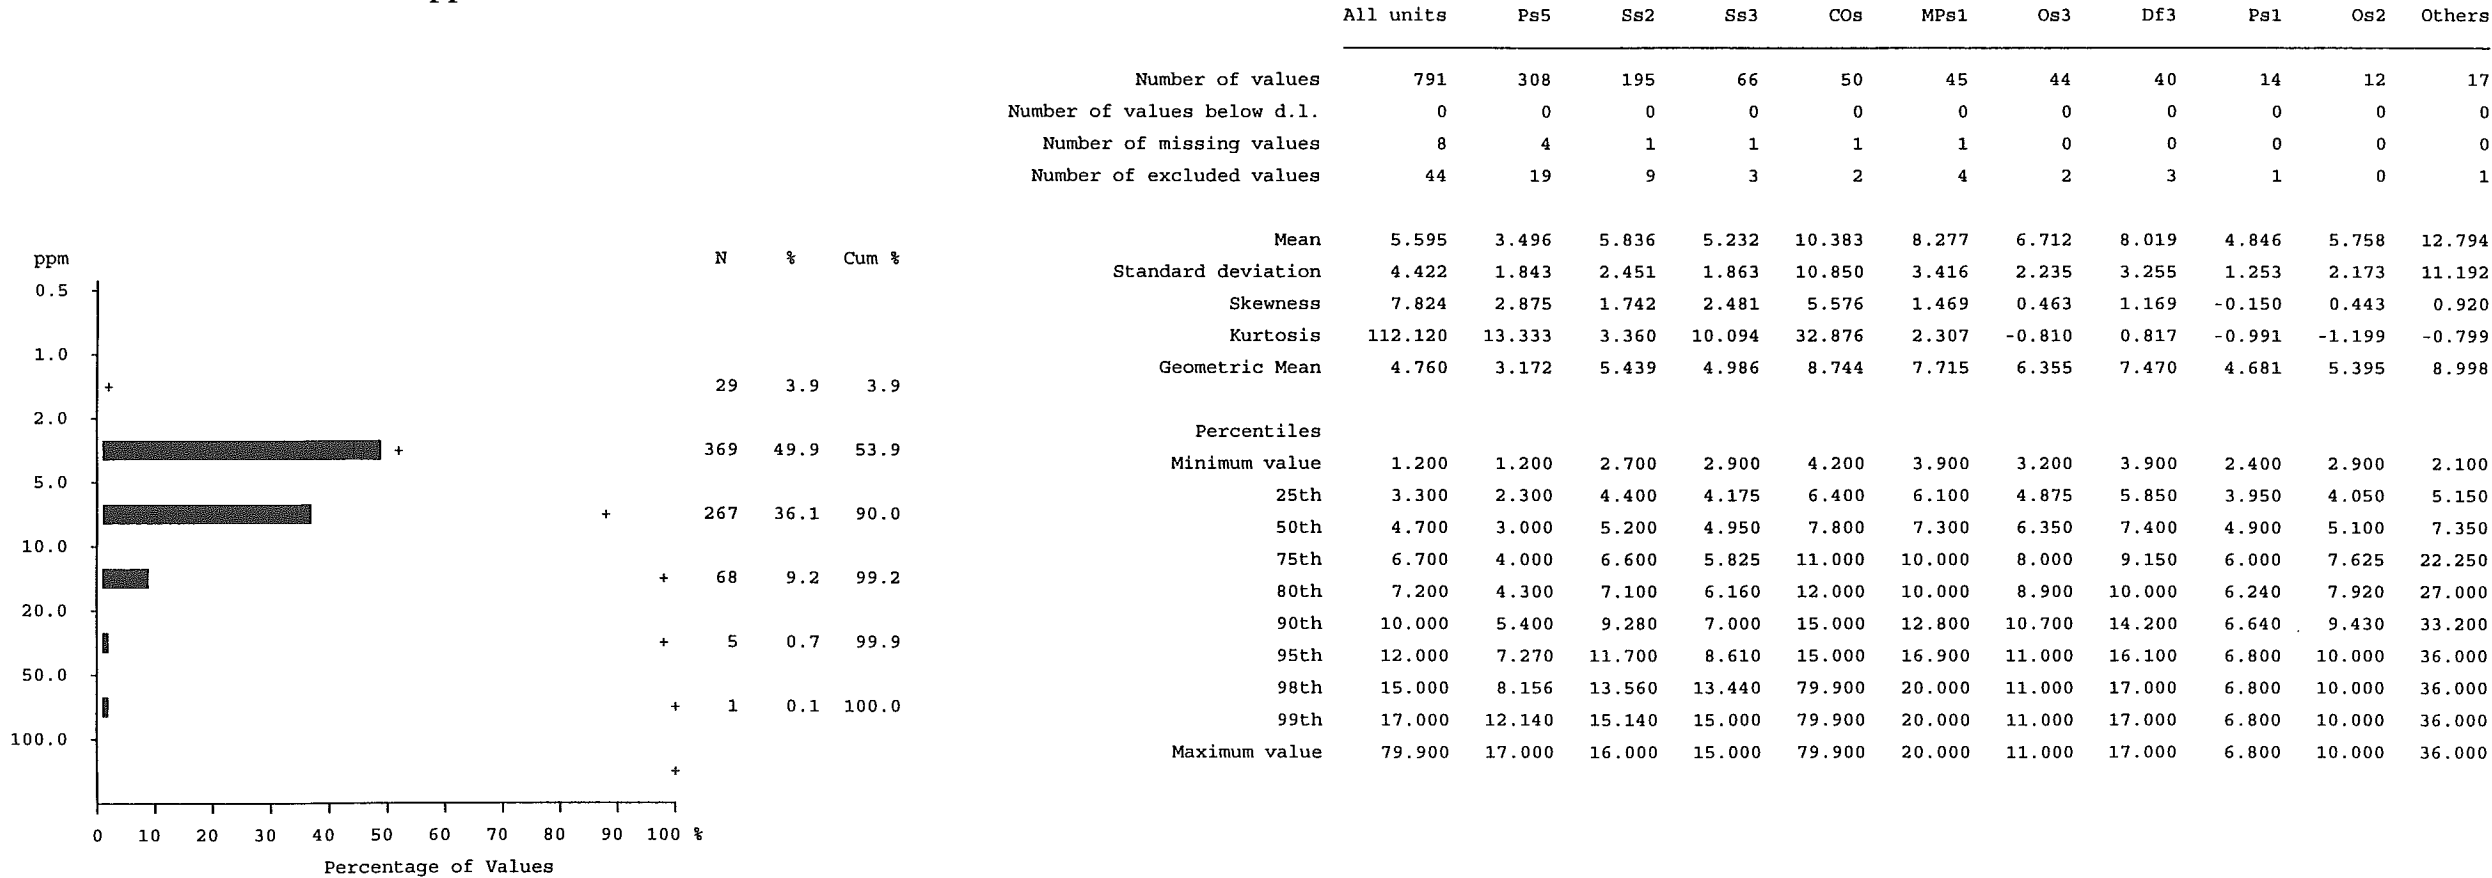 All units Ps5 Ss2 Ss3 COs MPs1 Os3 Df3 Ps1 Os2 Others
Number of values 791 308 195 66 50 45 44 40 14 12 17
Number of values below d.l. 0 0 0 0 0 0 0 0 0 0 0
Number of missing values 8 4 1 1 1 1 0 0 0 0 0
Number of excluded values 44 19 9 3 2 4 2 3 1 0 1
Mean 5.595 3.496 5.836 5.232 10.383 8.277 6.712 8.019 4.846 5.758 12.794
Standard deviation 4.422 1.843 2.451 1.863 10.850 3.416 2.235 3.255 1.253 2.173 11.192
Skewness 7.824 2.875 1.742 2.481 5.576 1.469 0.463 1.169 -0.150 0.443 0.920
Kurtosis 112.120 13.333 3.360 10.094 32.876 2.307 -0.810 0.817 -0.991 -1.199 -0.799
Geometric Mean 4.760 3.172 5.439 4.986 8.744 7.715 6.355 7.470 4.681 5.395 8.998
Percentiles
Minimum value 1.200 1.200 2.700 2.900 4.200 3.900 3.200 3.900 2.400 2.900 2.100
25th 3.300 2.300 4.400 4.175 6.400 6.100 4.875 5.850 3.950 4.050 5.150
50th 4.700 3.000 5.200 4.950 7.800 7.300 6.350 7.400 4.900 5.100 7.350
75th 6.700 4.000 6.600 5.825 11.000 10.000 8.000 9.150 6.000 7.625 22.250
80th 7.200 4.300 7.100 6.160 12.000 10.000 8.900 10.000 6.240 7.920 27.000
90th 10.000 5.400 9.280 7.000 15.000 12.800 10.700 14.200 6.640 9.430 33.200
95th 12.000 7.270 11.700 8.610 15.000 16.900 11.000 16.100 6.800 10.000 36.000
98th 15.000 8.156 13.560 13.440 79.900 20.000 11.000 17.000 6.800 10.000 36.000
99th 17.000 12.140 15.140 15.000 79.900 20.000 11.000 17.000 6.800 10.000 36.000
Maximum value 79.900 17.000 16.000 15.000 79.900 20.000 11.000 17.000 6.800 10.000 36.000
ppm N % Cum %
0.5
1.0
+ 29 3.9 3.9
2.0
+ 369 49.9 53.9
5.0
+ 267 36.1 90.0
10.0
+ 68 9.2 99.2
20.0
+ 5 0.7 99.9
50.0
+ 1 0.1 100.0
100.0
+
0 10 20 30 40 50 60 70 80 90 100 %
Percentage of Values